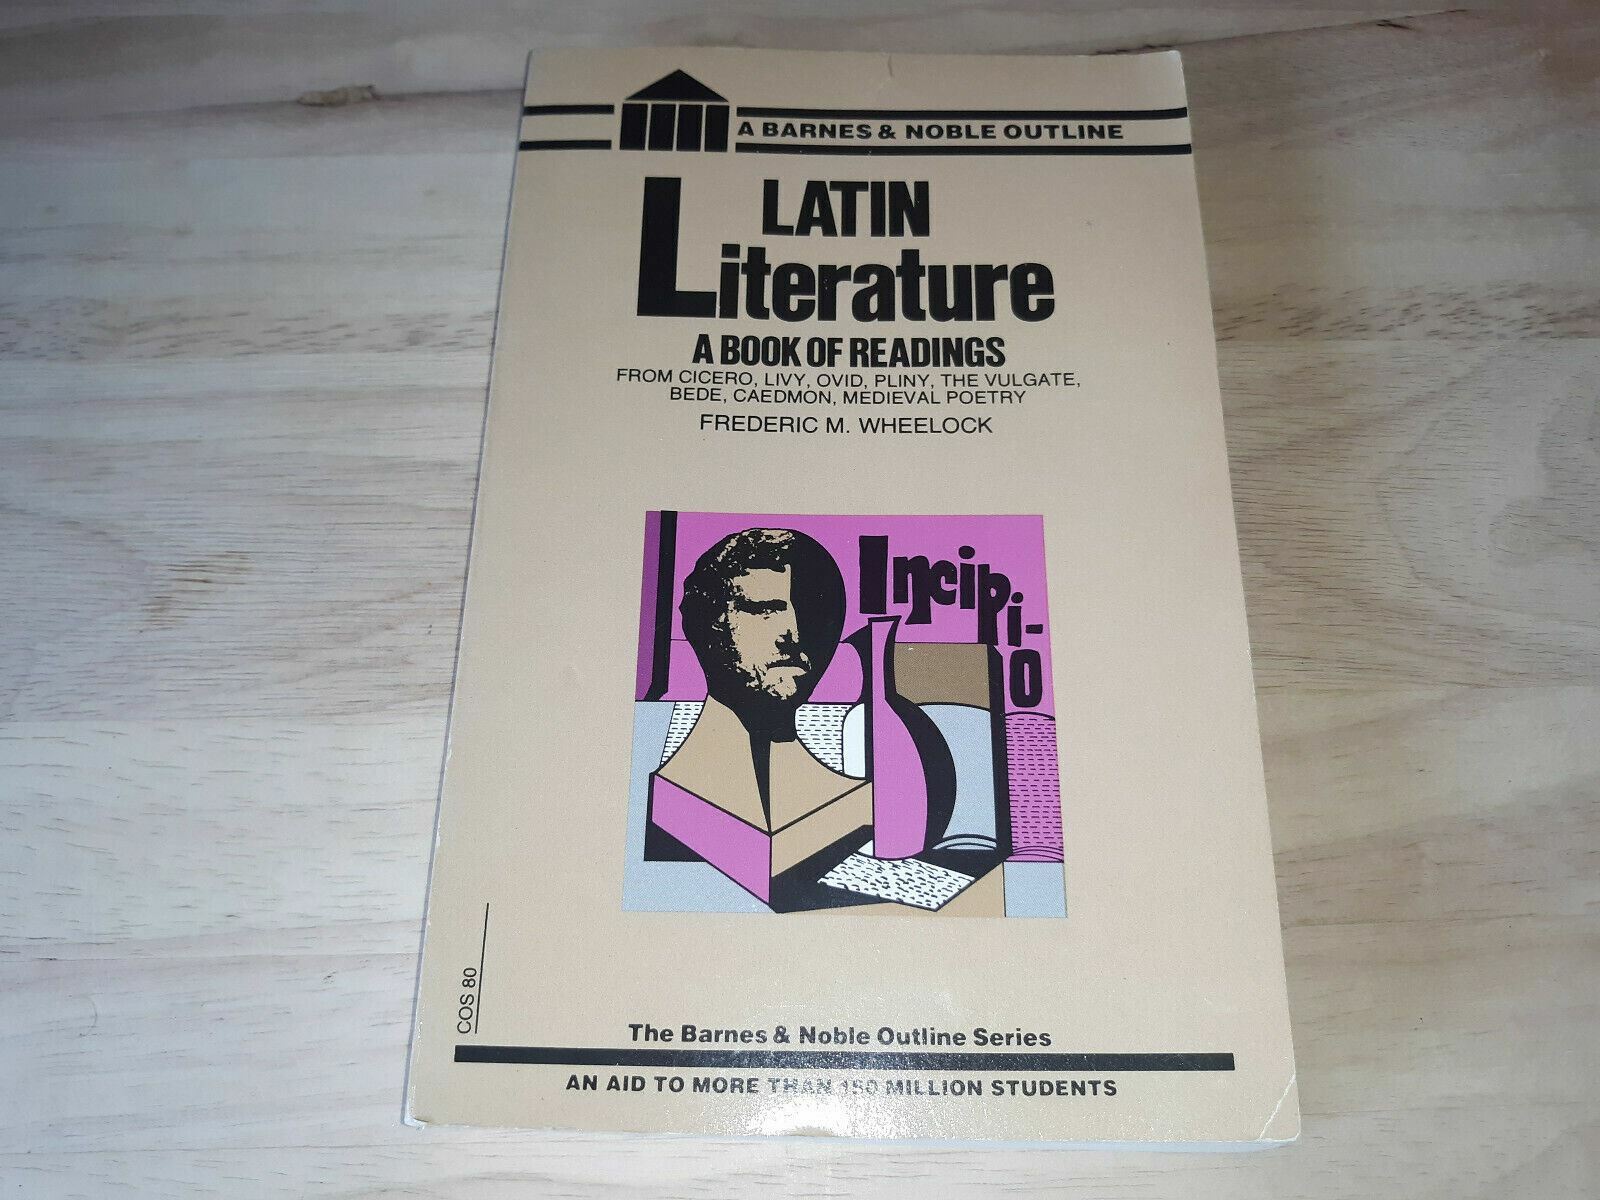 A BARNES & NOBLE OUTLINE
LATIN
Literature
A BOOK OF READINGS
FROM CICERO, LIVY, OVID, PLINY, THE VULGATE,
BEDE, CAEDMON, MEDIEVAL POETRY
FREDERIC M. WHEELOCK
Incipi-
o
COS 80
The Barnes & Noble Outline Series
AN AID TO MORE THAN 150 MILLION STUDENTS